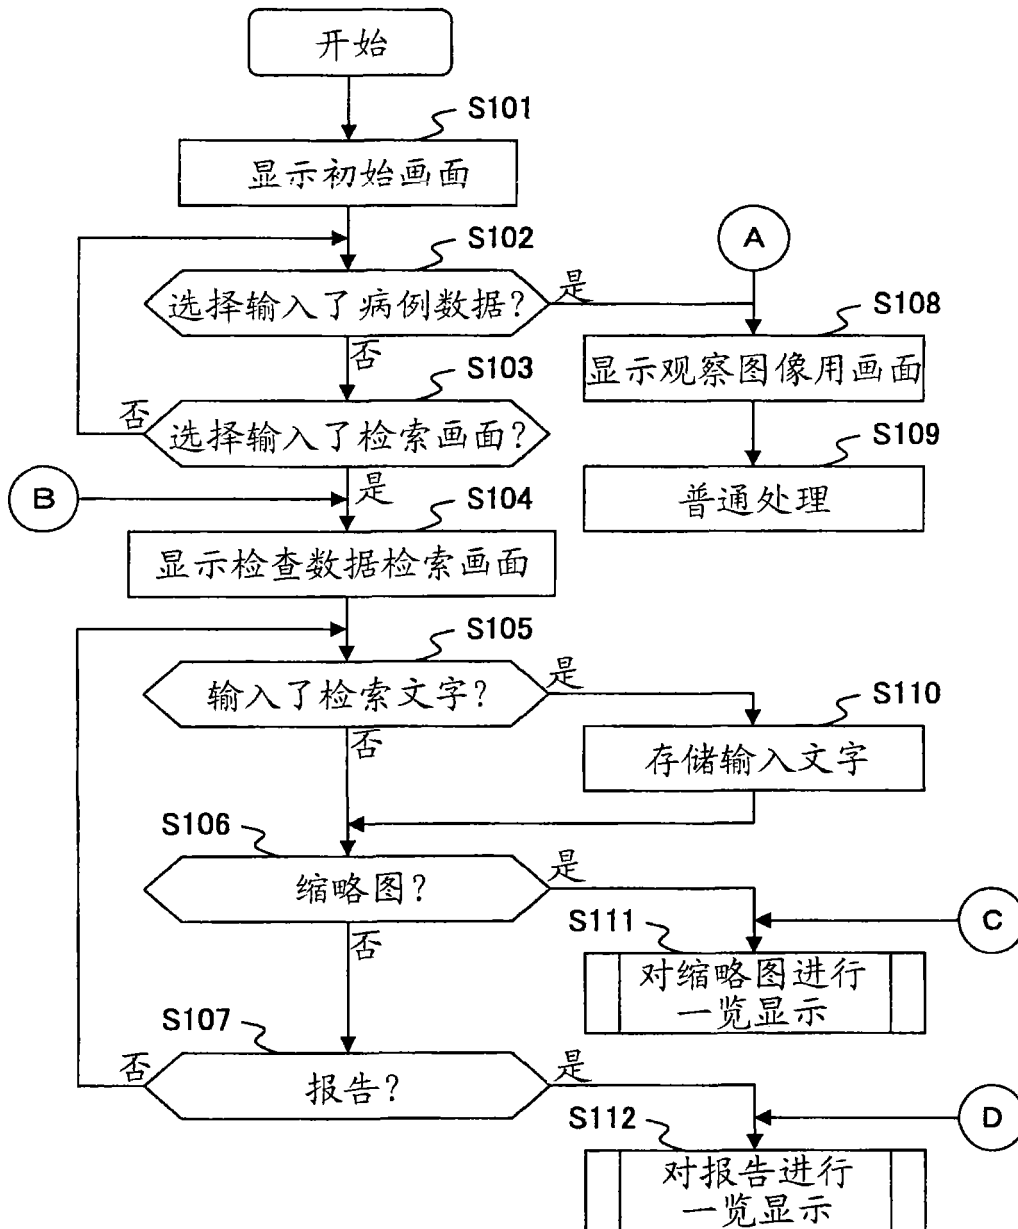 开始
S101
显示初始画面
S102
A
选择输入了病例数据?
是
S108
否
显示观察图像用画面
S103
否
选择输入了检索画面?
S109
B
是
普通处理
S104
显示检查数据检索画面
S105
输入了检索文字?
是
S110
否
存储输入文字
S106
缩略图?
是
C
否
S111
对缩略图进行
一览显示
S107
否
报告?
是
D
S112
对报告进行
一览显示